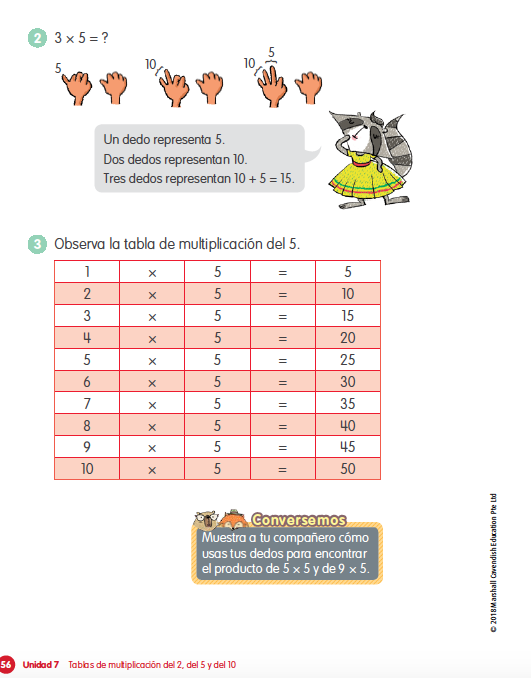 2 3 × 5 = ?
5 10 10 5
Un dedo representa 5.
Dos dedos representan 10.
Tres dedos representan 10 + 5 = 15.
3 Observa la tabla de multiplicación del 5.
1 × 5 = 5
2 × 5 = 10
3 × 5 = 15
4 × 5 = 20
5 × 5 = 25
6 × 5 = 30
7 × 5 = 35
8 × 5 = 40
9 × 5 = 45
10 × 5 = 50
Conversemos
Muestra a tu compañero cómo
usas tus dedos para encontrar
el producto de 5 × 5 y de 9 × 5.
© 2018 Marshall Cavendish Education Pte Ltd
56 Unidad 7 Tablas de multiplicación del 2, del 5 y del 10